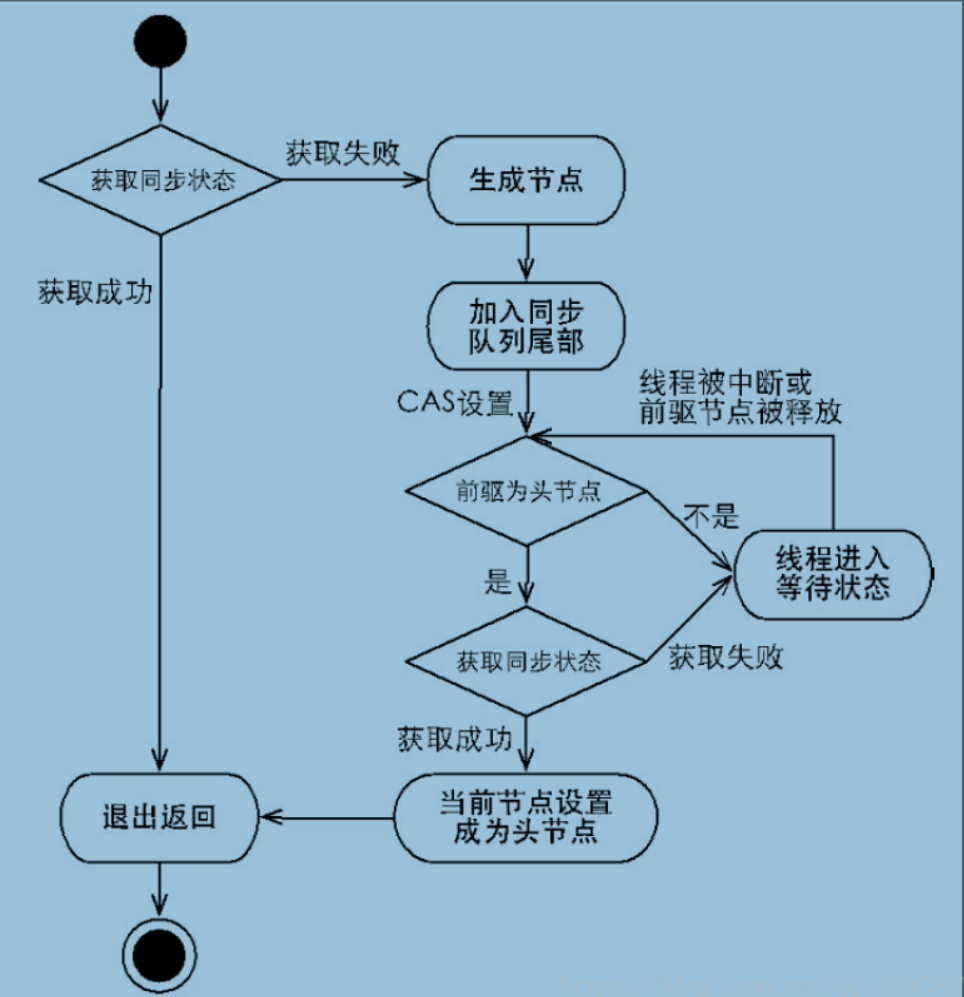 获取同步状态
获取失败
生成节点
获取成功
加入同步
队列尾部
CAS设置
线程被中断或
前驱节点被释放
前驱为头节点
不是
线程进入
等待状态
是
获取同步状态
获取失败
获取成功
当前节点设置
成为头节点
退出返回